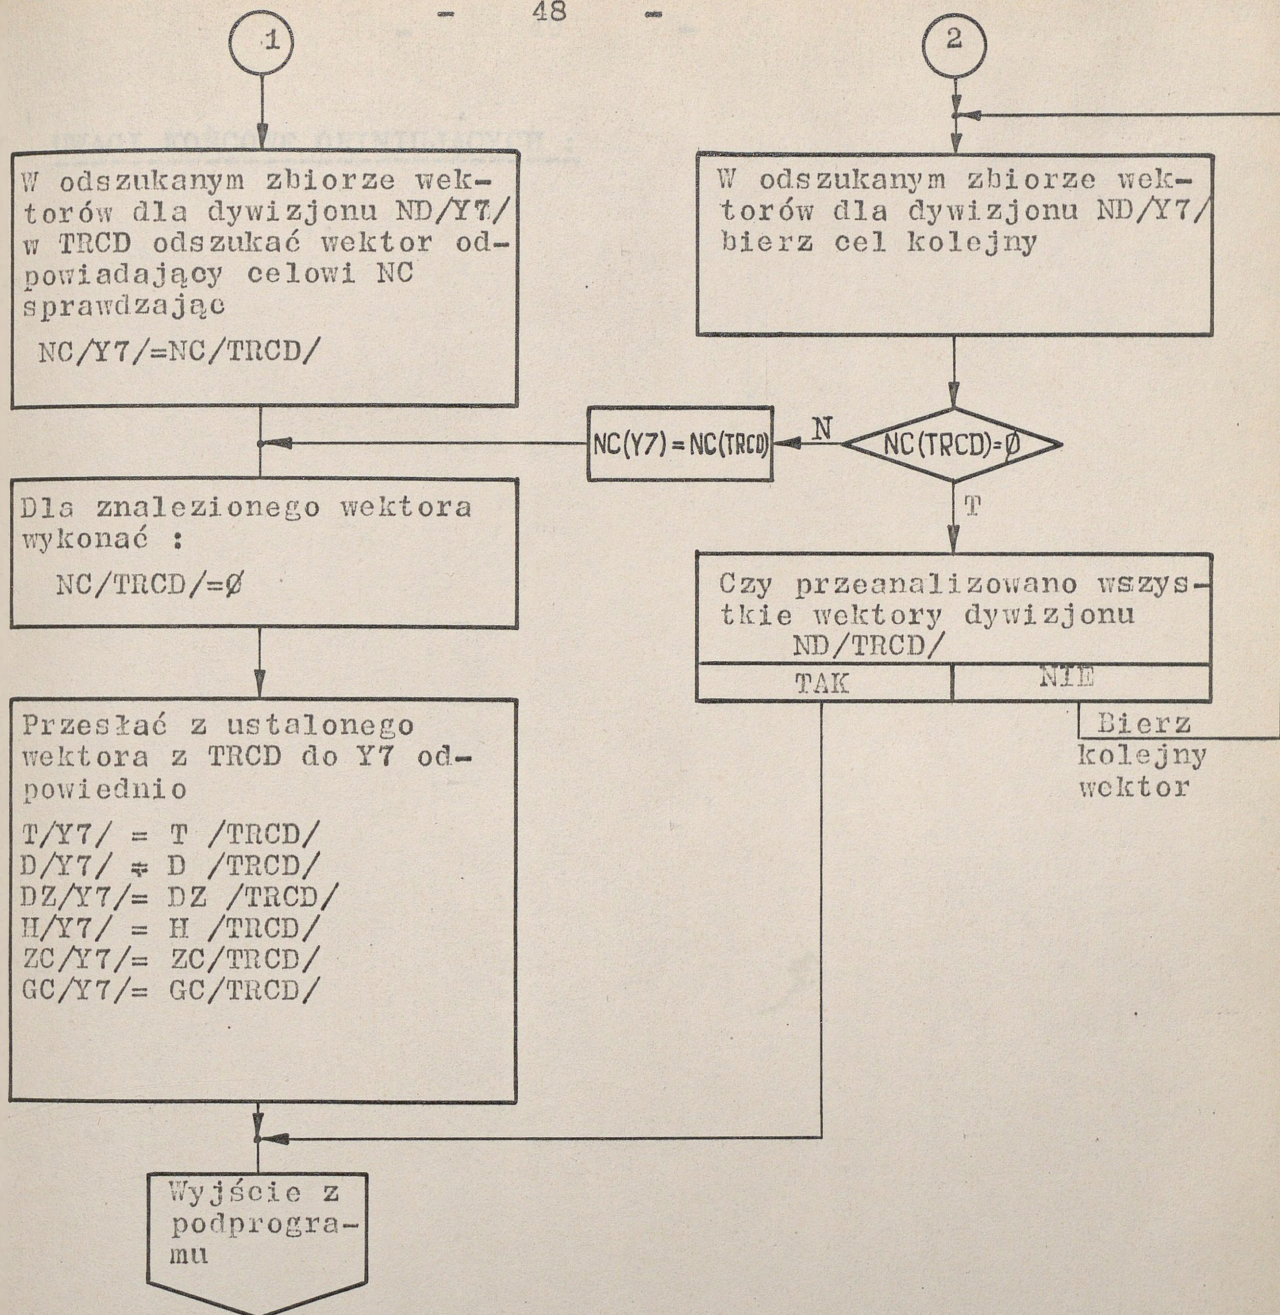 - 48 -
1
W odszukanym zbiorze wek-
torów dla dywizjonu ND/Y7/
w TRCD odszukać wektor od-
powiadający celowi NC
sprawdzając
NC/Y7/=NC/TRCD/
Dla znalezionego wektora
wykonać :
NC/TRCD/=Ø
Przesłać z ustalonego
wektora z TRCD do Y7 od-
powiednio
T/Y7/ = T /TRCD/
D/Y7/ = D /TRCD/
DZ/Y7/= DZ /TRCD/
H/Y7/ = H /TRCD/
ZC/Y7/= ZC/TRCD/
GC/Y7/= GC/TRCD/
Wyjście z
podprogra-
mu
2
W odszukanym zbiorze wek-
torów dla dywizjonu ND/Y7/
bierz cel kolejny
NC(TRCD)=Ø
N
NC(Y7)=NC(TRCD)
T
Czy przeanalizowano wszys-
tkie wektory dywizjonu
ND/TRCD/
TAK
NIE
Bierz
kolejny
wektor